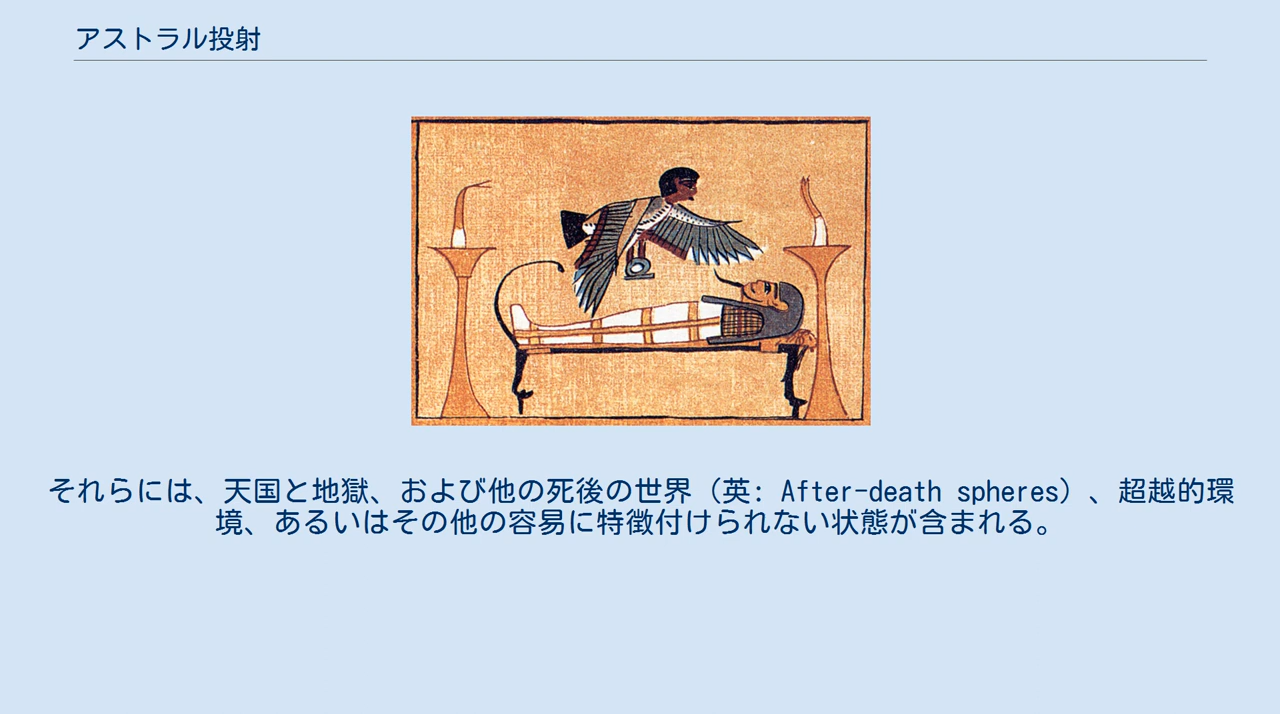 アストラル投射
それらには、天国と地獄、および他の死後の世界（英: After-death spheres）、超越的環
境、あるいはその他の容易に特徴付けられない状態が含まれる。